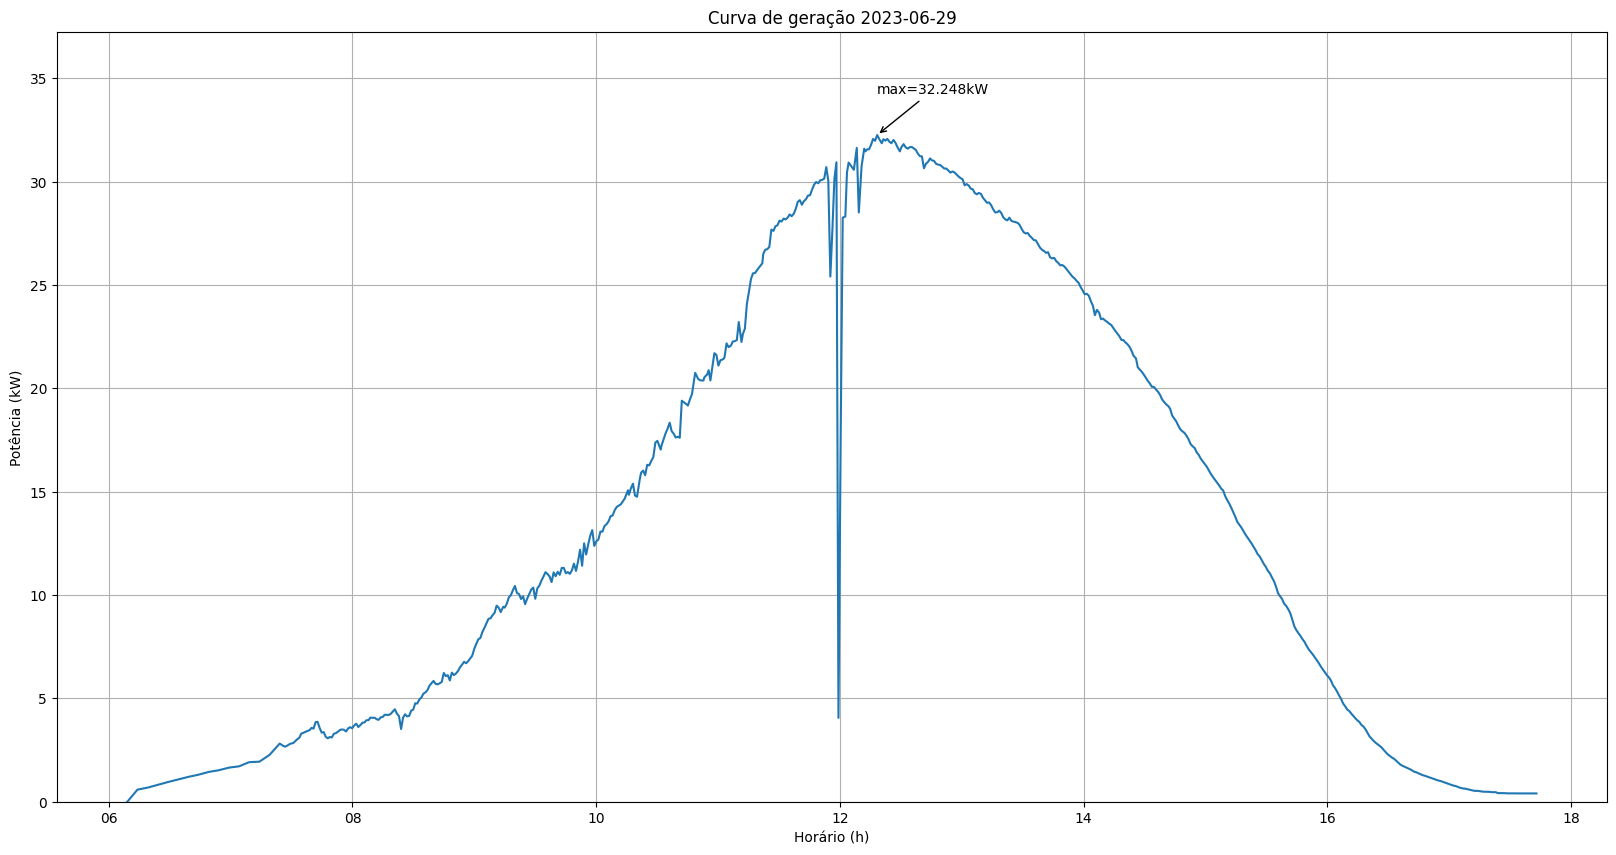 Curva de geração 2023-06-29
max=32.248kW
Potência (kW)
35
30
25
20
15
10
5
0
06 08 10 12 14 16 18
Horário (h)